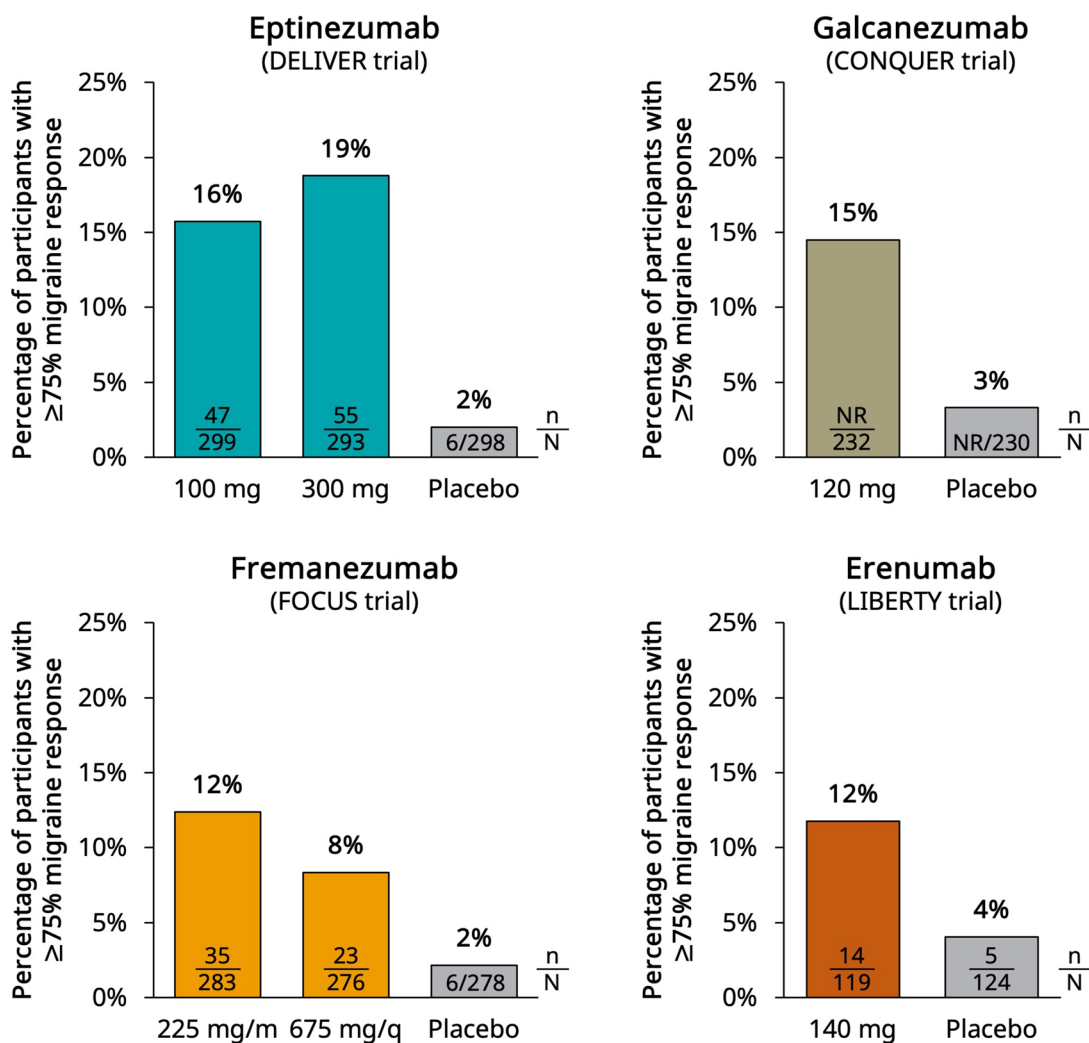 Eptinezumab
(DELIVER trial)
Percentage of participants with
≥75% migraine response
25%
20%
15%
10%
5%
0%
16%
19%
2%
47
299
55
293
6/298
n
N
100 mg
300 mg
Placebo
Galcanezumab
(CONQUER trial)
Percentage of participants with
≥75% migraine response
25%
20%
15%
10%
5%
0%
15%
3%
NR
232
NR/230
n
N
120 mg
Placebo
Fremanezumab
(FOCUS trial)
Percentage of participants with
≥75% migraine response
25%
20%
15%
10%
5%
0%
12%
8%
2%
35
283
23
276
6/278
n
N
225 mg/m
675 mg/q
Placebo
Erenumab
(LIBERTY trial)
Percentage of participants with
≥75% migraine response
25%
20%
15%
10%
5%
0%
12%
4%
14
119
5
124
n
N
140 mg
Placebo